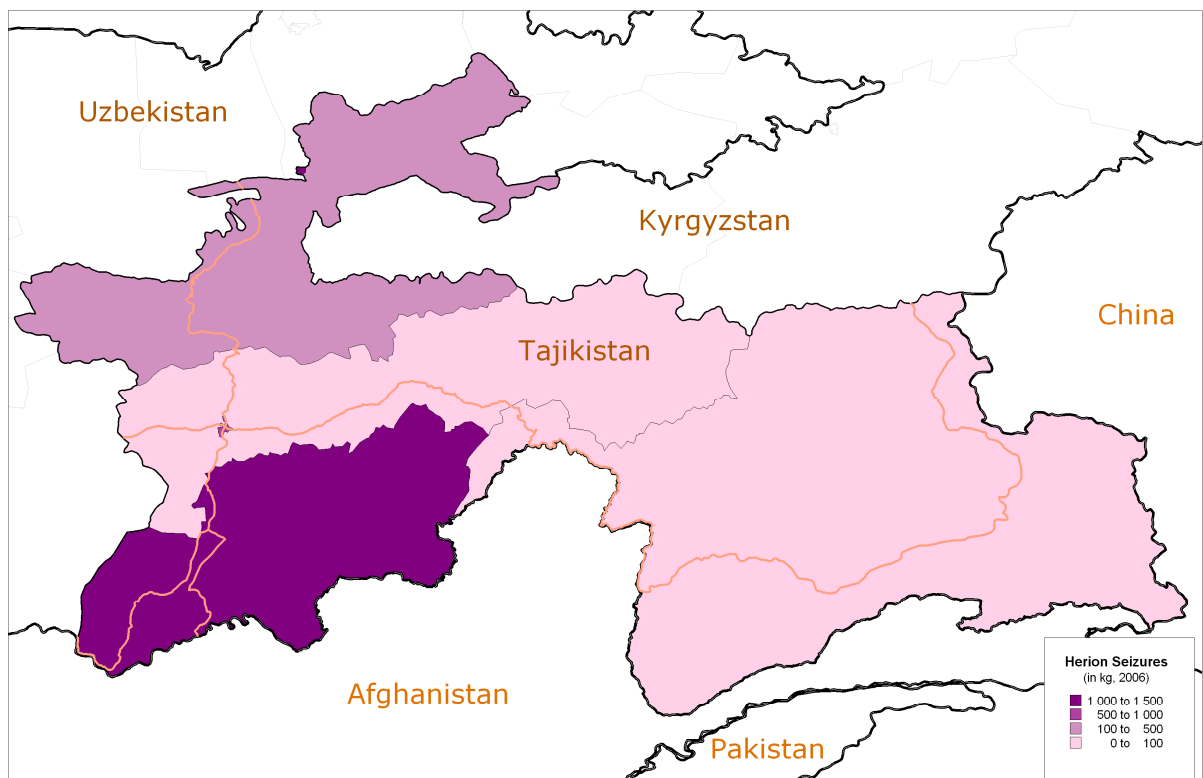 Uzbekistan
Kyrgyzstan
China
Tajikistan
Afghanistan
Pakistan
Herion Seizures
(in kg, 2006)
1 000 to 1 500
500 to 1 000
100 to 500
0 to 100